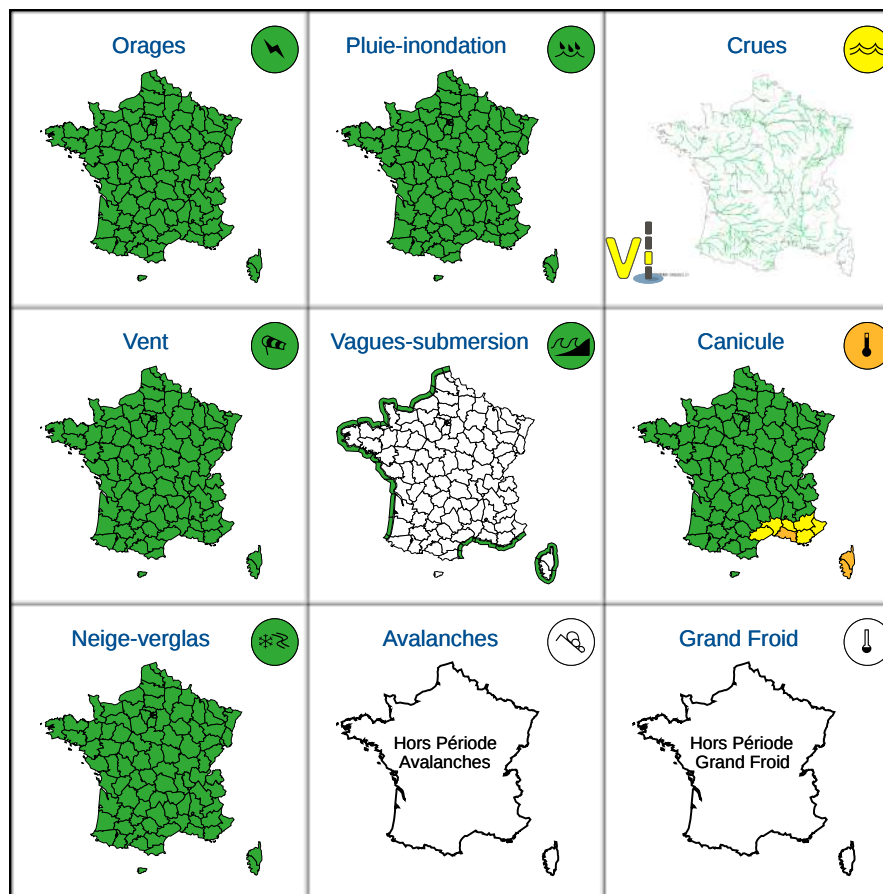 Orages
Pluie-inondation
Crues
Vi
Vent
Vagues-submersion
Canicule
Neige-verglas
Avalanches
Grand Froid
Hors Période
Avalanches
Hors Période
Grand Froid